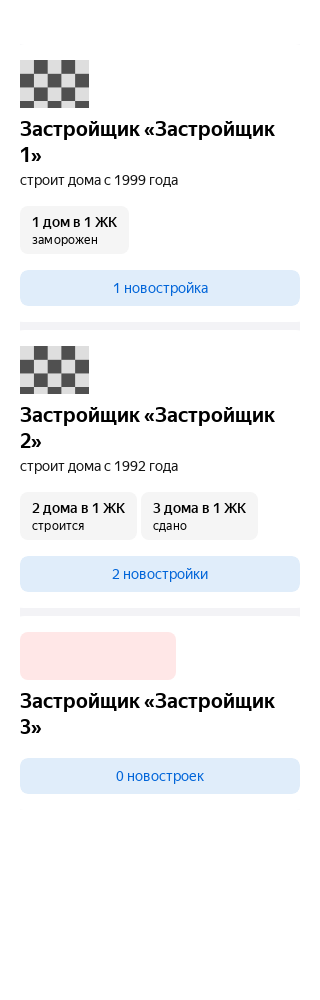 Застройщик «Застройщик
1»
строит дома с 1999 года
1 дом в 1 ЖК
заморожен
1 новостройка
Застройщик «Застройщик
2»
строит дома с 1992 года
2 дома в 1 ЖК
строится
3 дома в 1 ЖК
сдано
2 новостройки
Застройщик «Застройщик
3»
0 новостроек